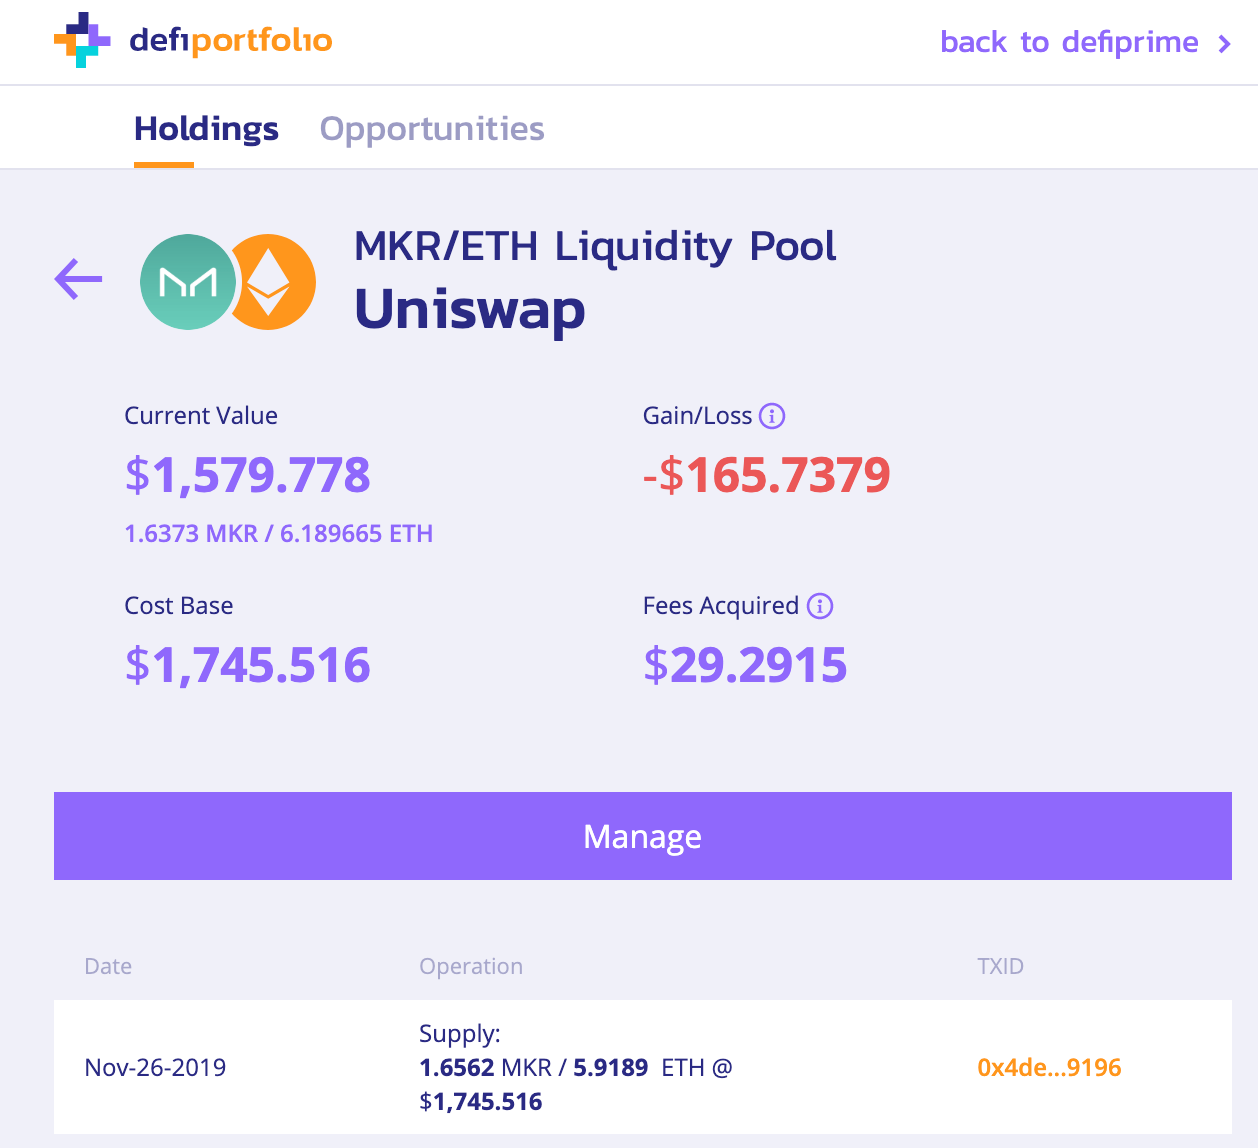 defiportfolio
back to defiprime
Holdings
Opportunities
MKR/ETH Liquidity Pool
Uniswap
Current Value
Gain/Loss
$1,579.778
-$165.7379
1.6373 MKR / 6.189665 ETH
Cost Base
Fees Acquired
$1,745.516
$29.2915
Manage
Date
Operation
TXID
Nov-26-2019
Supply:
1.6562 MKR / 5.9189 ETH @
$1,745.516
0x4de...9196